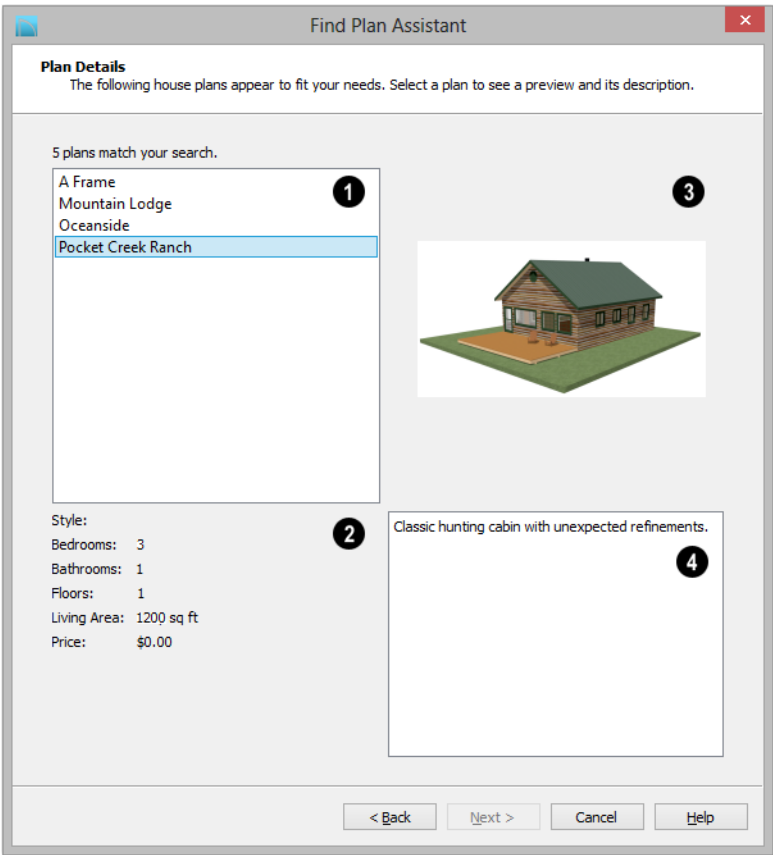 Find Plan Assistant
Plan Details
The following house plans appear to fit your needs. Select a plan to see a preview and its description.
5 plans match your search.
A Frame
1
3
Mountain Lodge
Oceanside
Pocket Creek Ranch
Style:
2
Classic hunting cabin with unexpected refinements.
Bedrooms: 3
4
Bathrooms: 1
Floors: 1
Living Area: 1200 sq ft
Price: $0.00
< Back
Next >
Cancel
Help